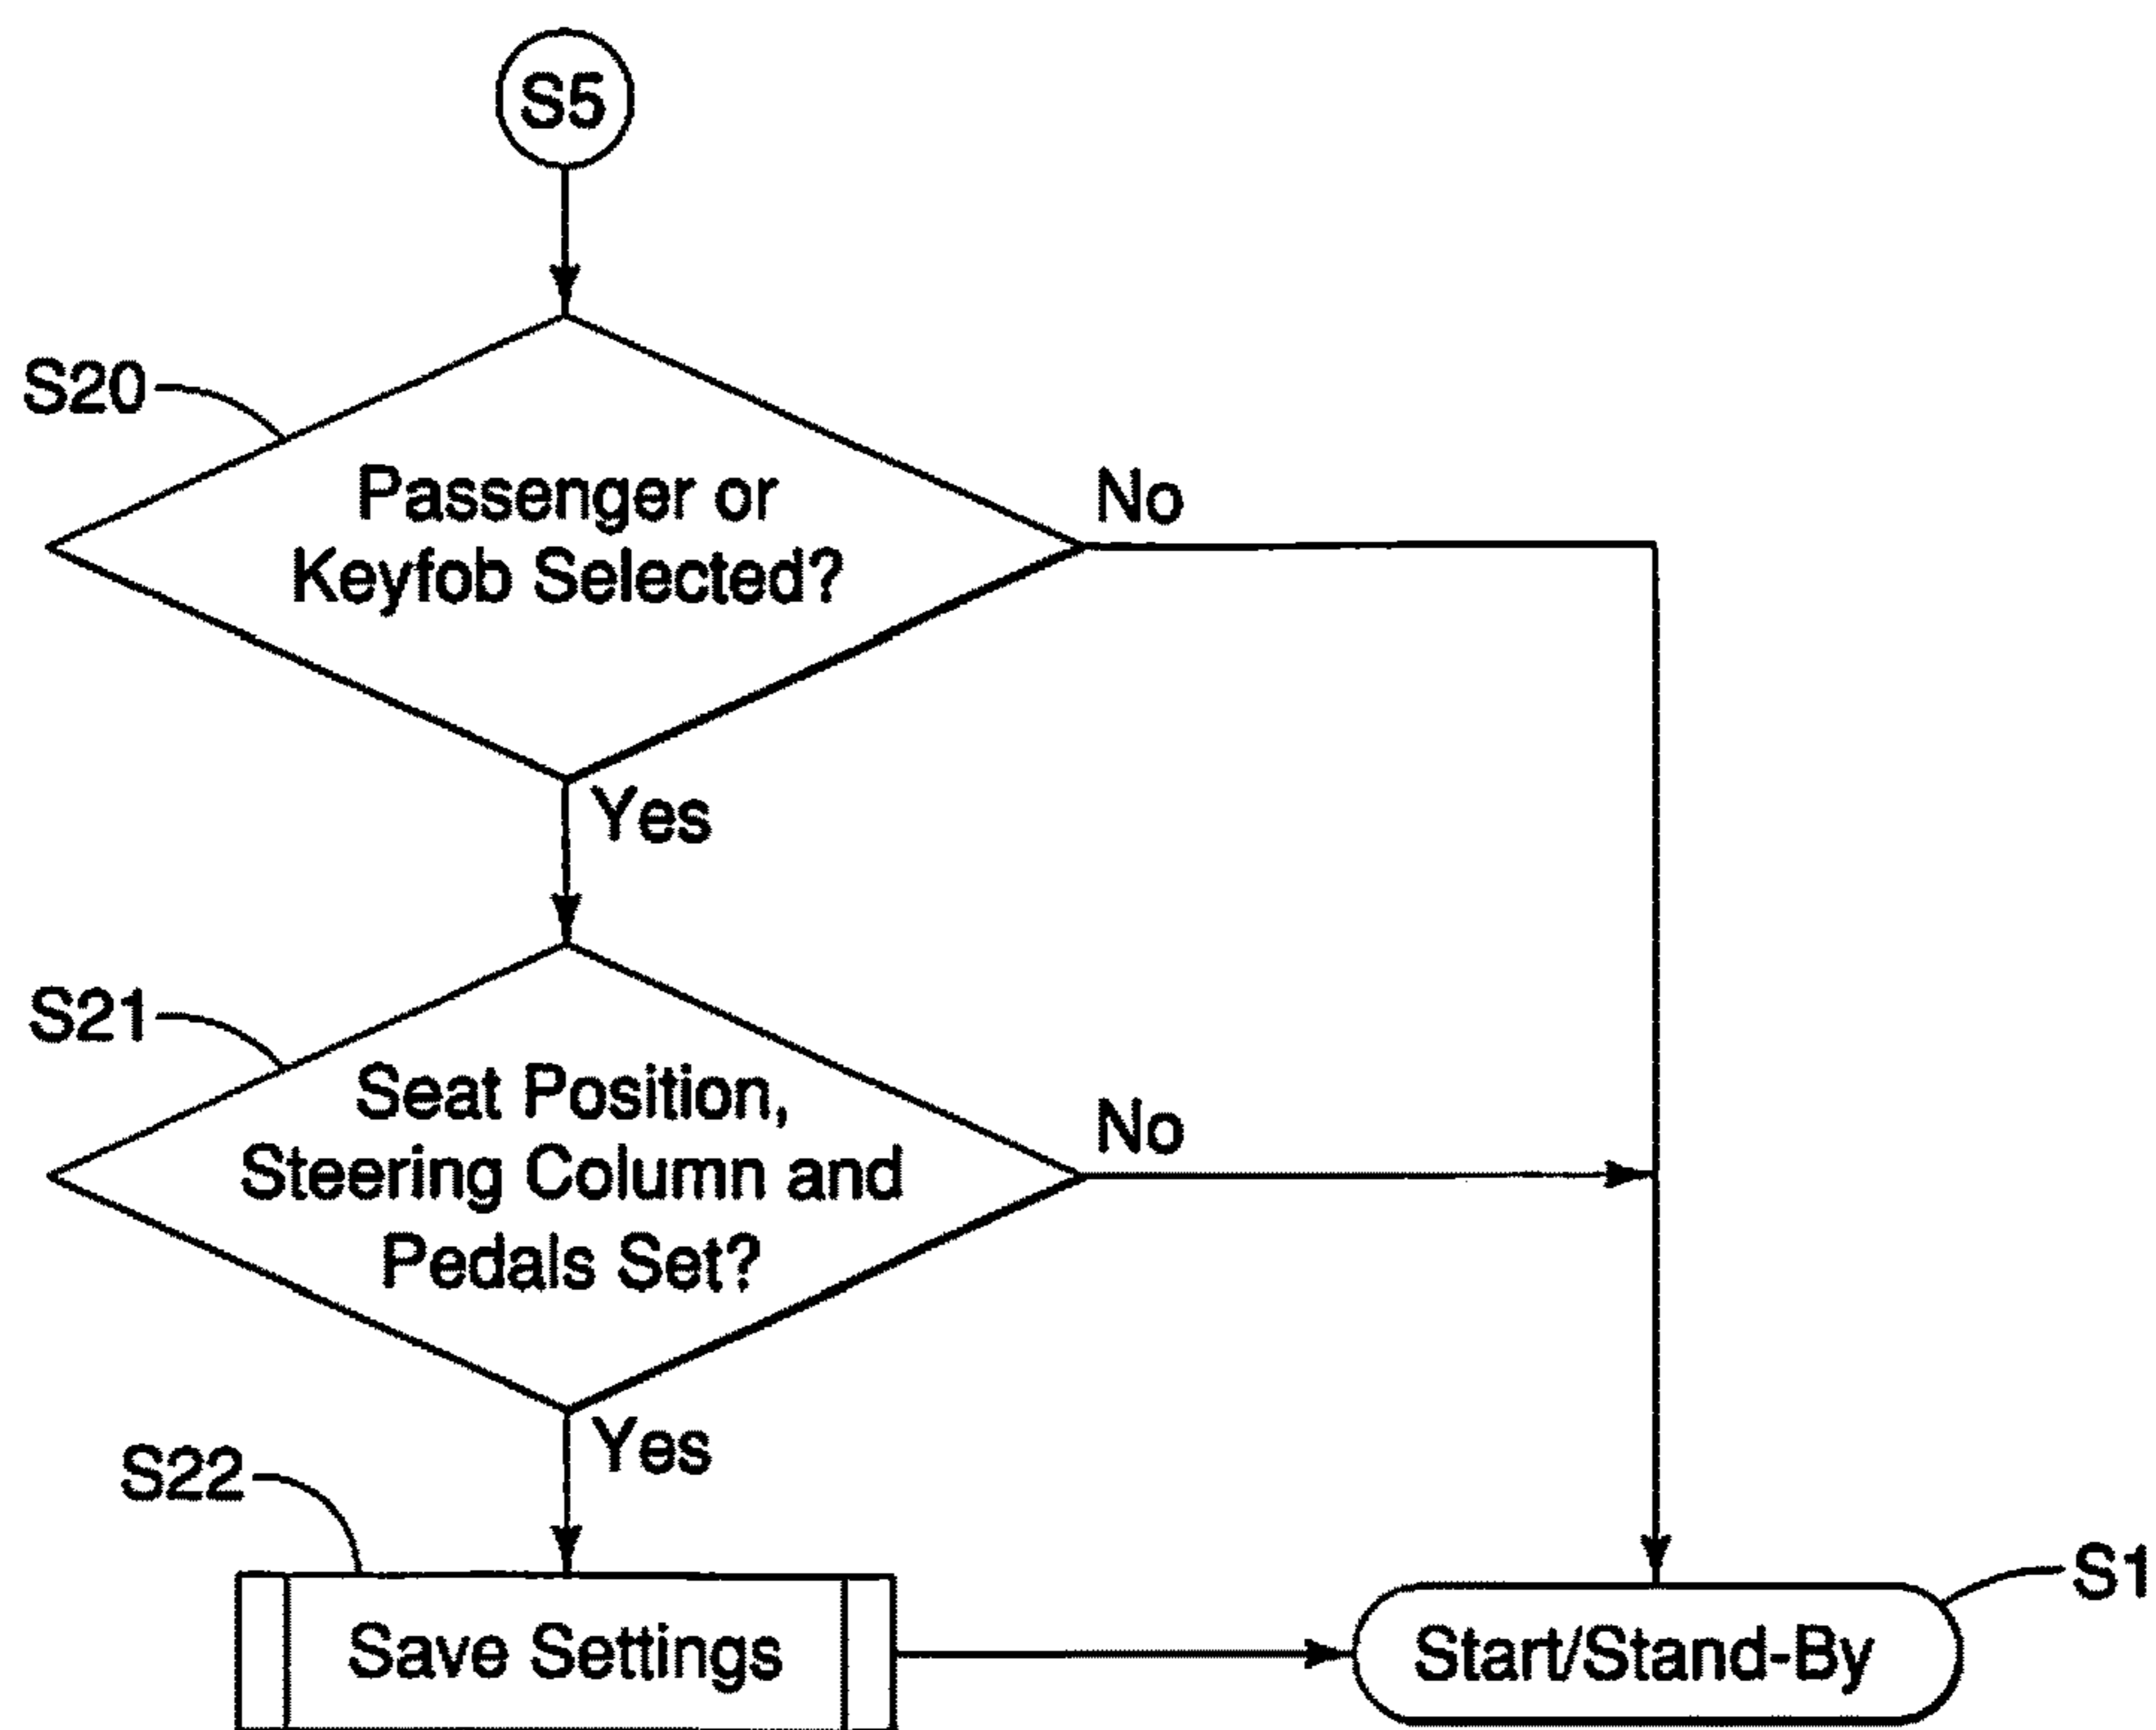 S5
S20
Passenger or
Keyfob Selected?
No
Yes
S21
Seat Position,
Steering Column and
Pedals Set?
No
Yes
S22
Save Settings
Start/Stand-By
S1